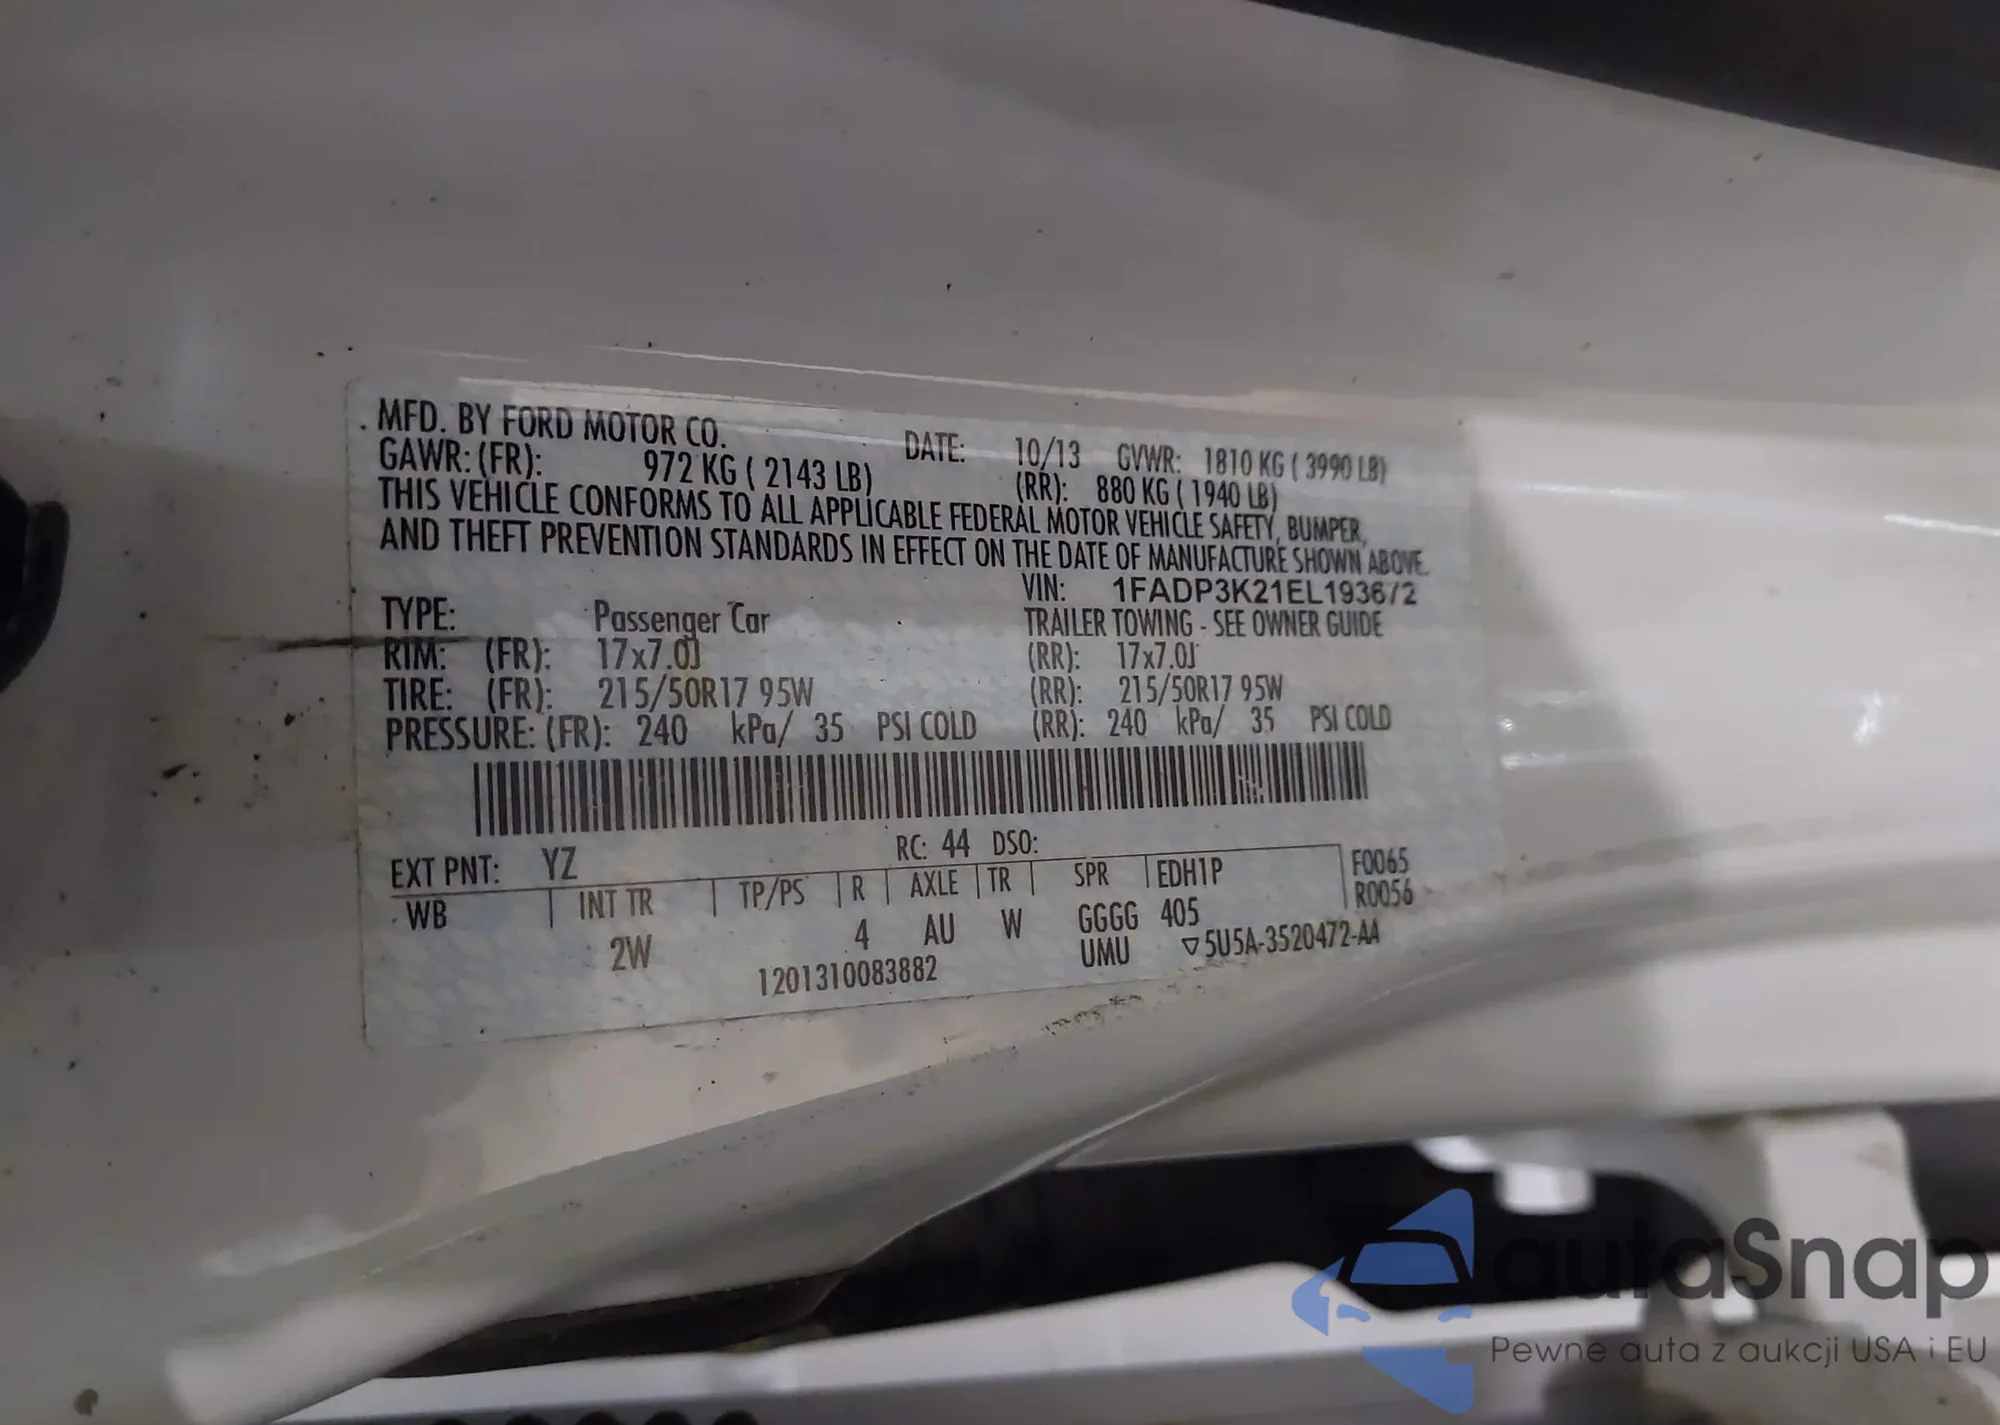 MFD. BY FORD MOTOR CO. DATE: 10/13 GVWR: 1810 KG ( 3990 LB)
GAWR: (FR): 972 KG ( 2143 LB) (RR): 880 KG ( 1940 LB)
THIS VEHICLE CONFORMS TO ALL APPLICABLE FEDERAL MOTOR VEHICLE SAFETY, BUMPER,
AND THEFT PREVENTION STANDARDS IN EFFECT ON THE DATE OF MANUFACTURE SHOWN ABOVE.
VIN: 1FADP3K21EL193672
TYPE: Passenger Car TRAILER TOWING - SEE OWNER GUIDE
RIM: (FR): 17x7.0J (RR): 17x7.0J
TIRE: (FR): 215/50R17 95W (RR): 215/50R17 95W
PRESSURE: (FR): 240 kPa/ 35 PSI COLD (RR): 240 kPa/ 35 PSI COLD
RC: 44 DSO:
EXT PNT: YZ F0065
WB INT TR TP/PS R AXLE TR SPR EDH1P R0056
2W 4 AU W GGGG 405
1201310083882 UMU ▽5U5A-3520472-AA
autaSnap
Pewne auta z aukcji USA i EU